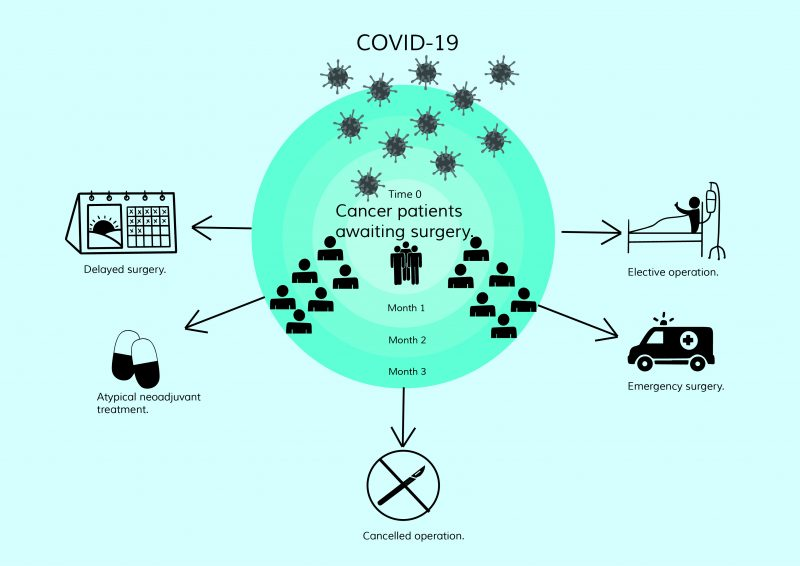 COVID-19
Time 0
Cancer patients
awaiting surgery.
Delayed surgery.
Elective operation.
Month 1
Month 2
Month 3
Atypical neoadjuvant
treatment.
Emergency surgery.
Cancelled operation.